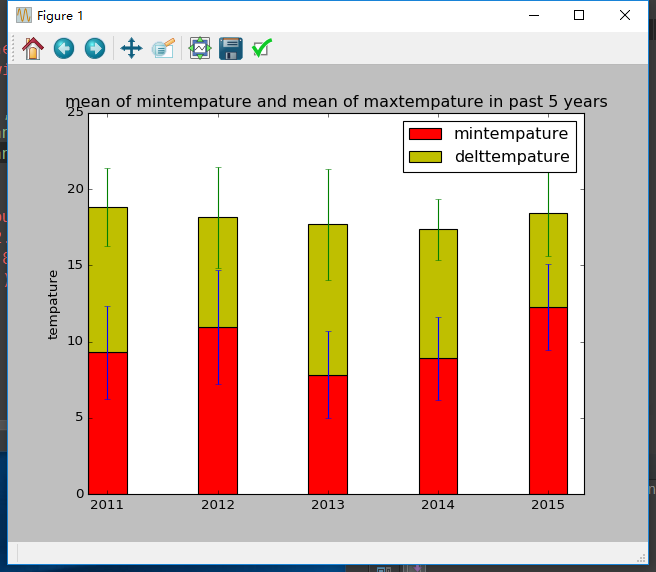 Figure 1
mean of mintempature and mean of maxtempature in past 5 years
25
mintempature
delttempature
20
15
tempature
10
5
0
2011 2012 2013 2014 2015